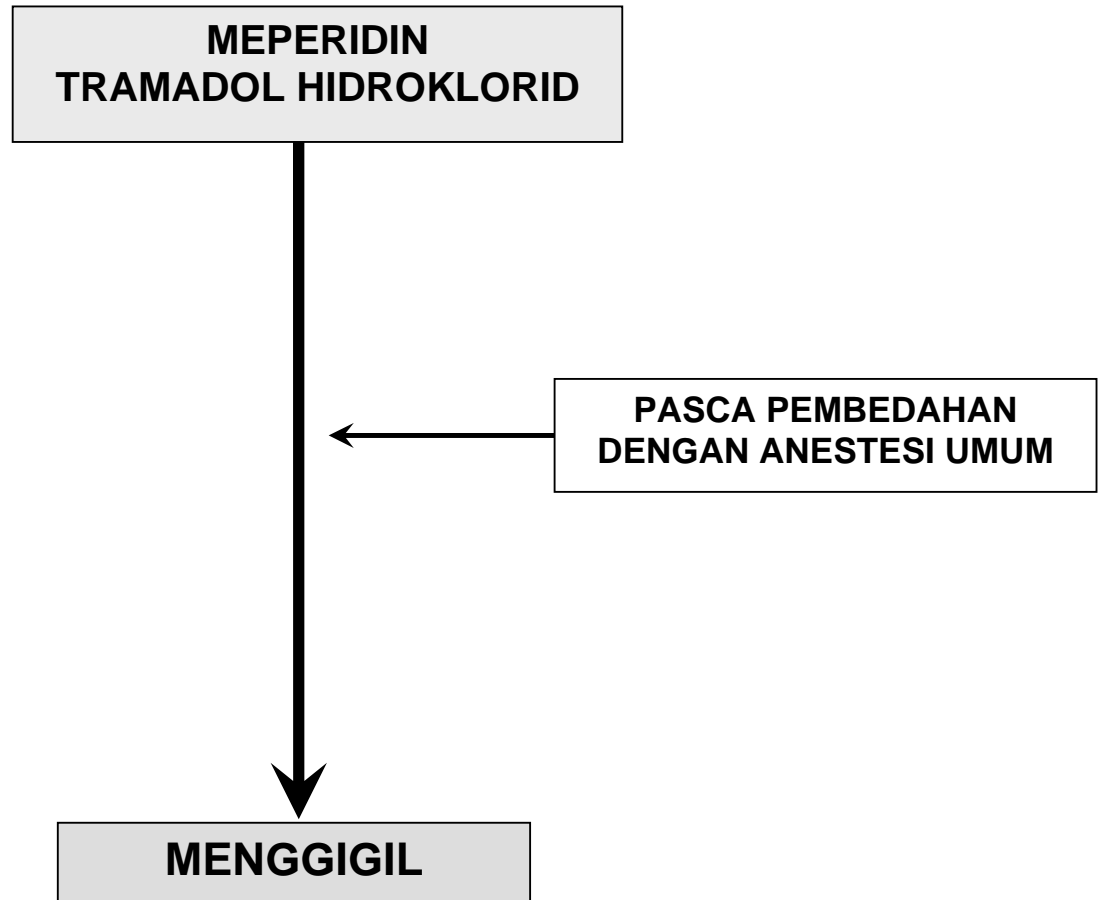 MEPERIDIN
TRAMADOL HIDROKLORID
PASCA PEMBEDAHAN
DENGAN ANESTESI UMUM
MENGGIGIL